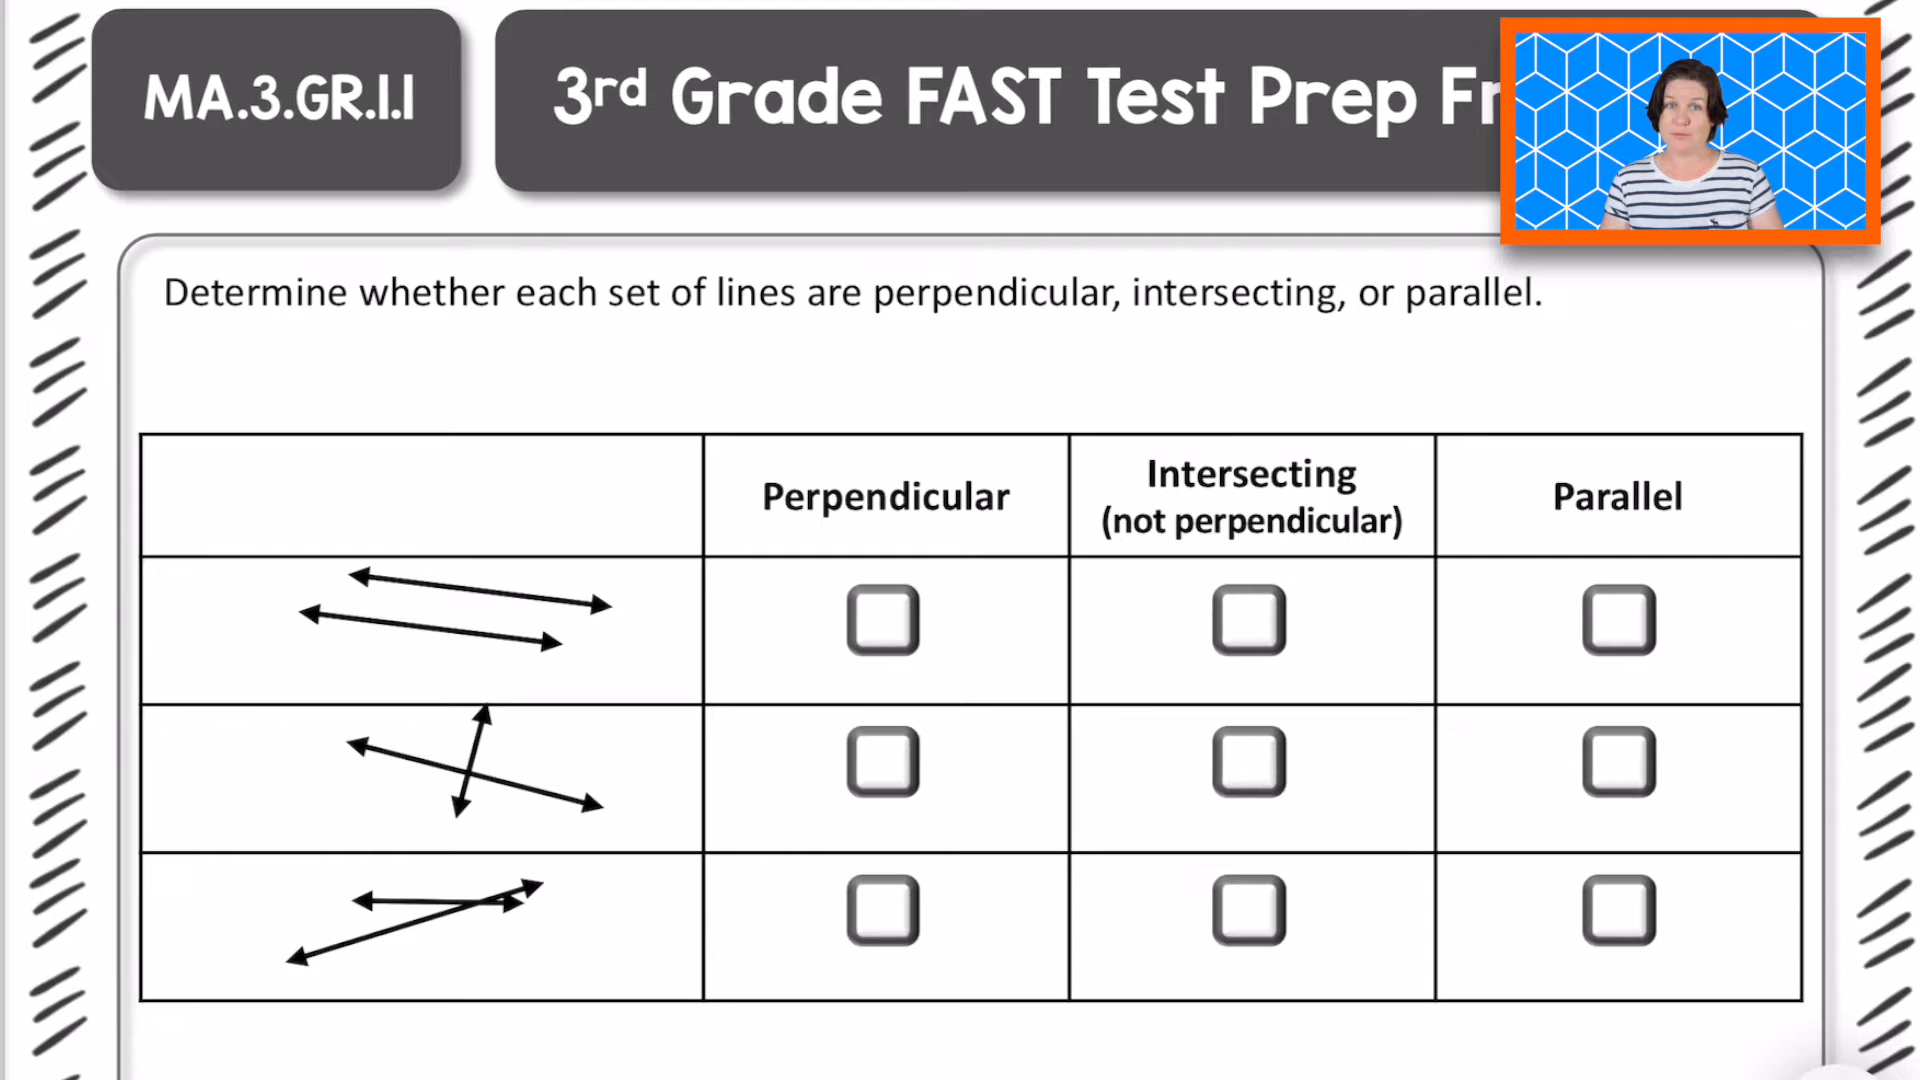 MA.3.GR.1.1
3rd Grade FAST Test Prep
Determine whether each set of lines are perpendicular, intersecting, or parallel.
Perpendicular
Intersecting
(not perpendicular)
Parallel